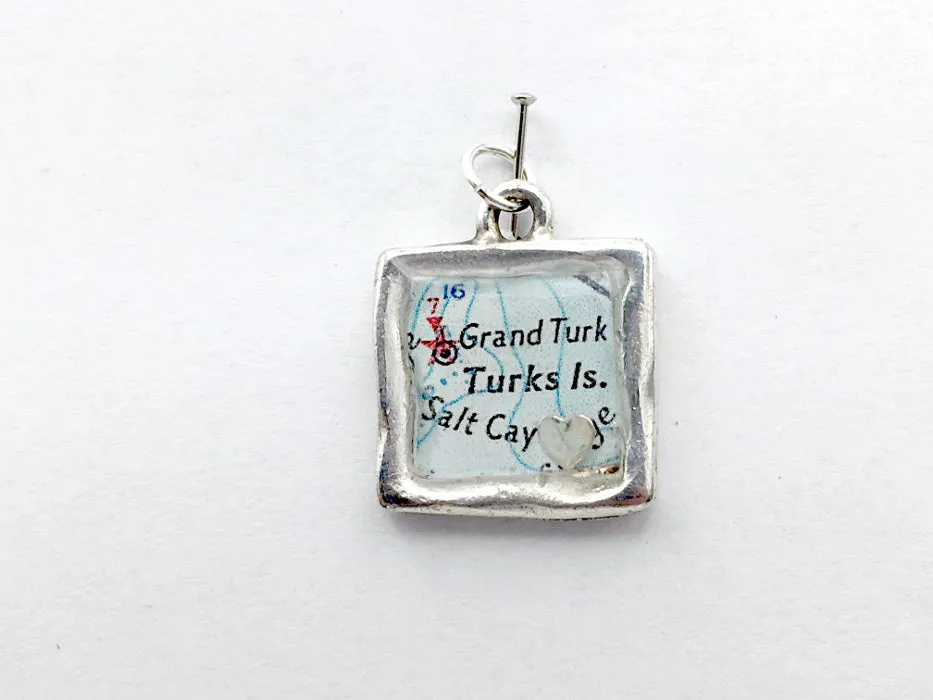 16
7
Grand Turk
Turks Is.
Salt Cay